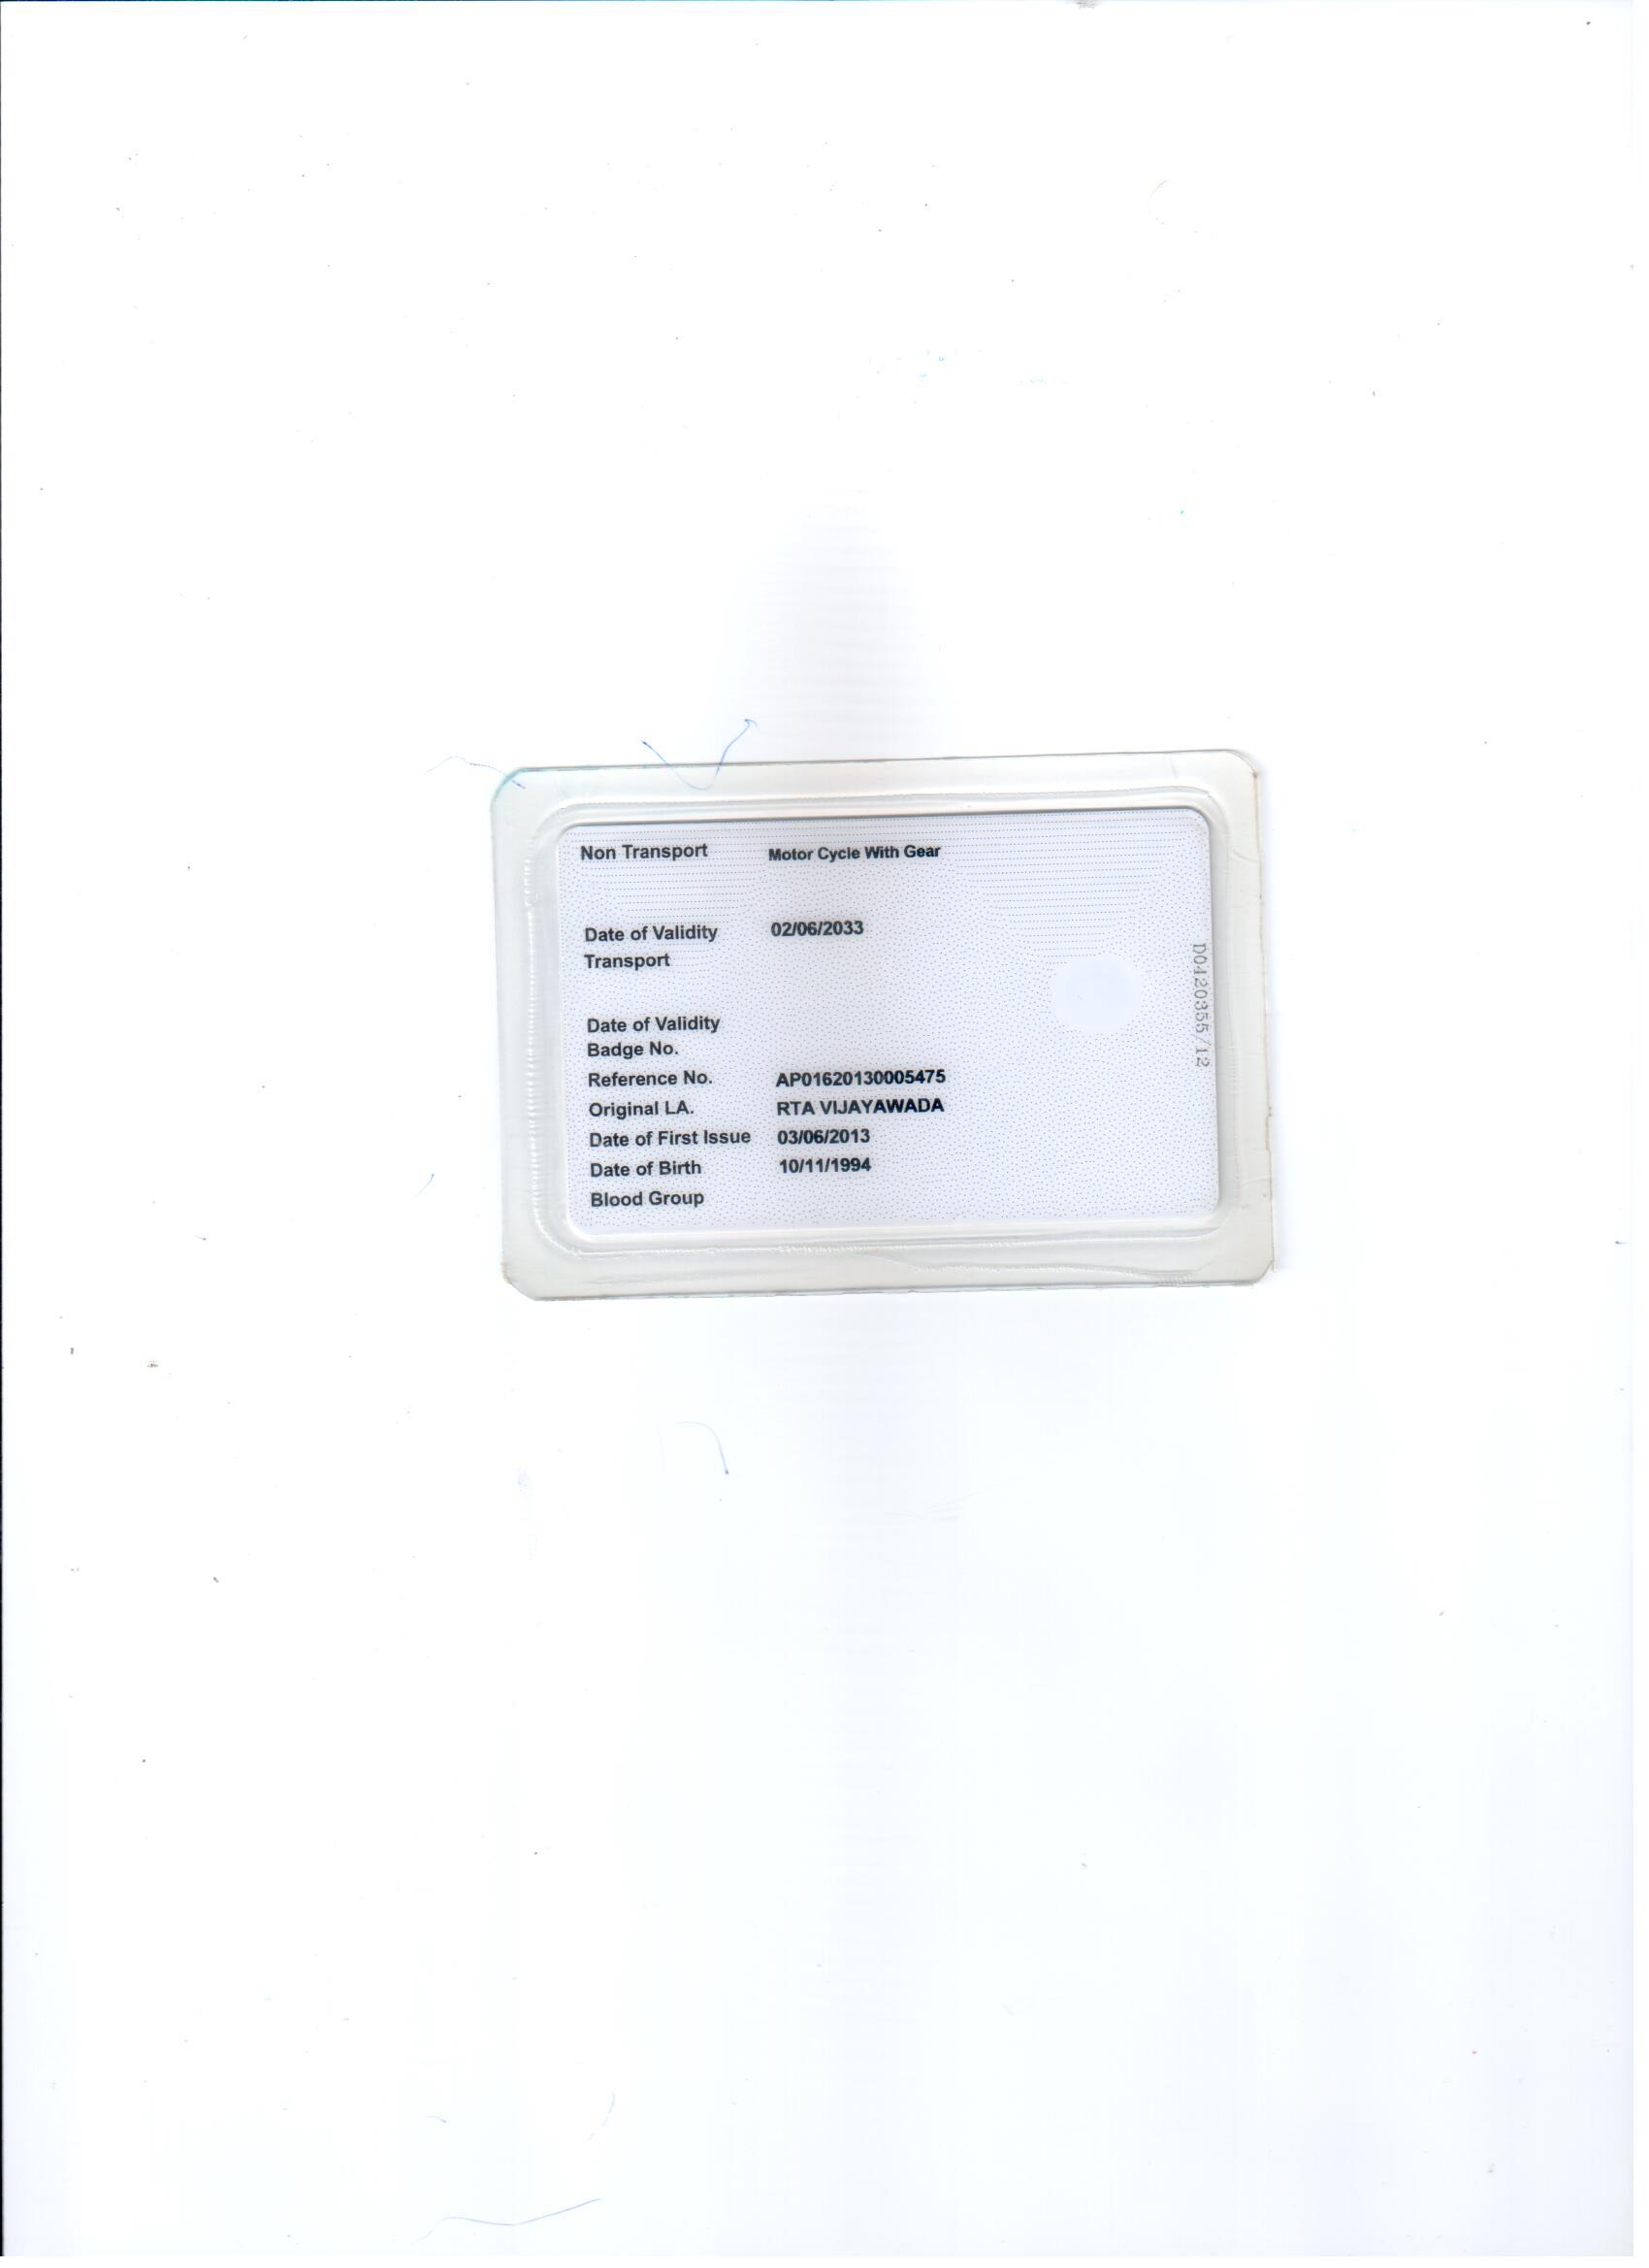 Non Transport Motor Cycle With Gear
Date of Validity 02/06/2033
Transport
Date of Validity
Badge No.
Reference No. AP01620130005475
Original LA. RTA VIJAYAWADA
Date of First Issue 03/06/2013
Date of Birth 10/11/1994
Blood Group
D0420355/12